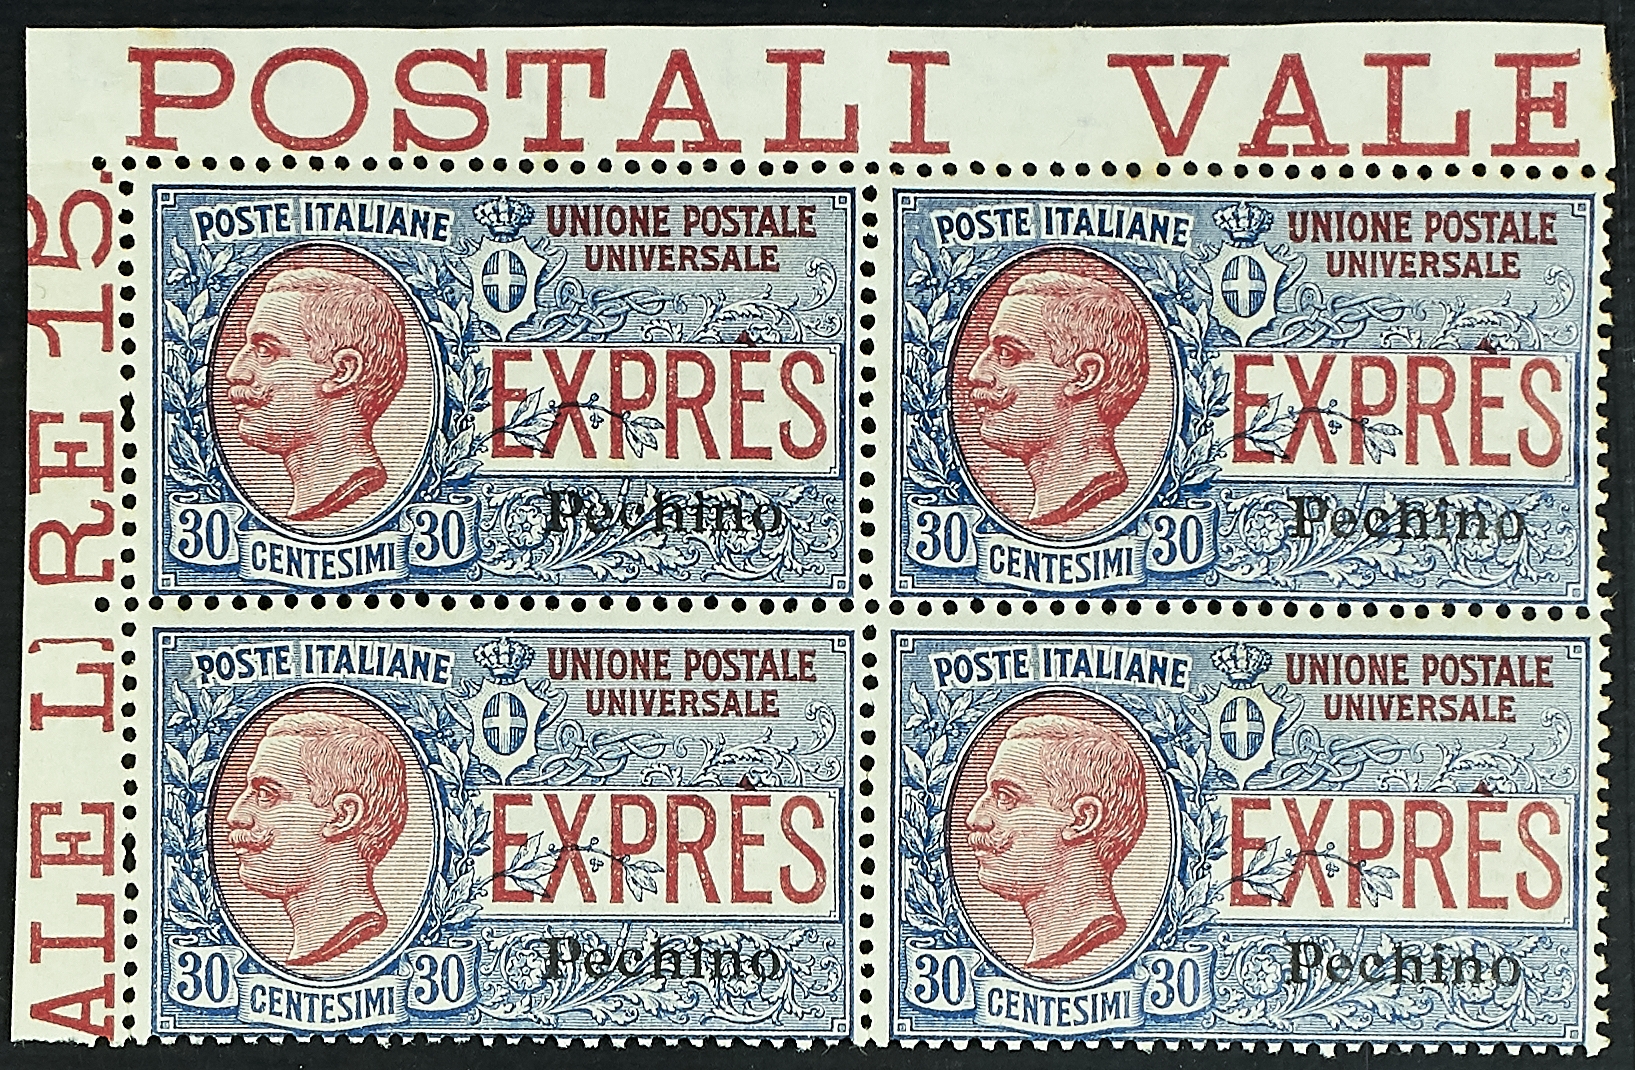 POSTALI VALE
ALE L] RE 15.
POSTE ITALIANE
UNIONE POSTALE
UNIVERSALE
EXPRÊS
Pechino
30 CENTESIMI 30
POSTE ITALIANE
UNIONE POSTALE
UNIVERSALE
EXPRÊS
Pechino
30 CENTESIMI 30
POSTE ITALIANE
UNIONE POSTALE
UNIVERSALE
EXPRÊS
Pechino
30 CENTESIMI 30
POSTE ITALIANE
UNIONE POSTALE
UNIVERSALE
EXPRÊS
Pechino
30 CENTESIMI 30